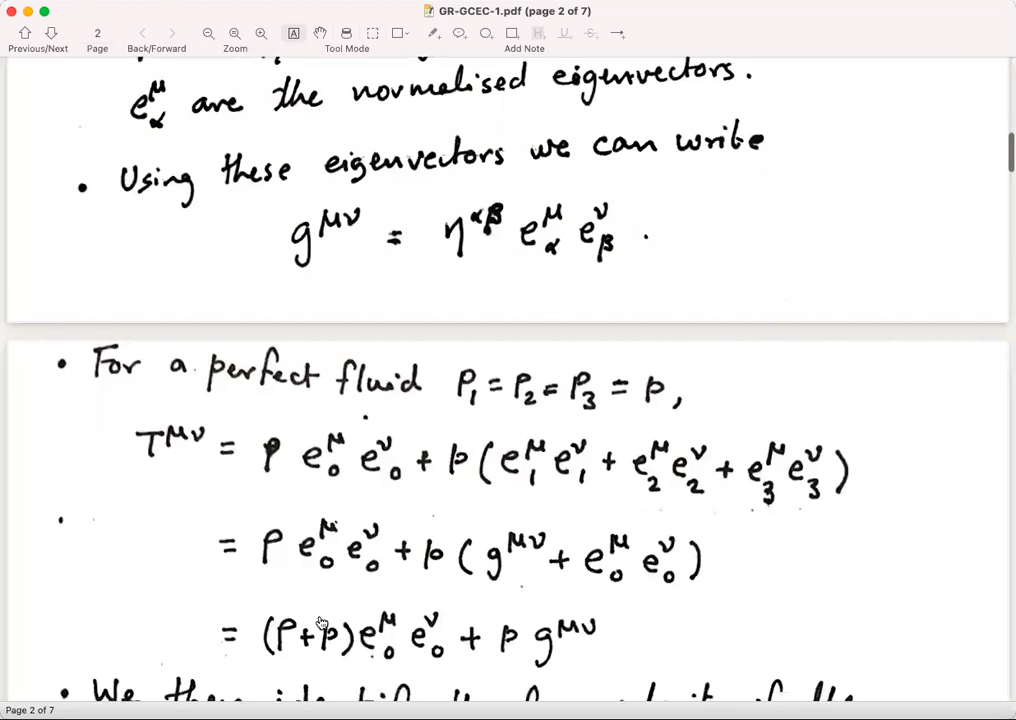 GR-GCEC-1.pdf (page 2 of 7)
2
Previous/Next Page Back/Forward Zoom Tool Mode Add Note
e^μ_α are the normalised eigenvectors.
• Using these eigenvectors we can write
g^{μν} = η^{αβ} e^μ_α e^ν_β .
• For a perfect fluid P₁ = P₂ = P₃ = p,
T^{μν} = ρ e^μ_0 e^ν_0 + p (e^μ_1 e^ν_1 + e^μ_2 e^ν_2 + e^μ_3 e^ν_3)
= ρ e^μ_0 e^ν_0 + p (g^{μν} + e^μ_0 e^ν_0)
= (ρ+p) e^μ_0 e^ν_0 + p g^{μν}
• We then
Page 2 of 7